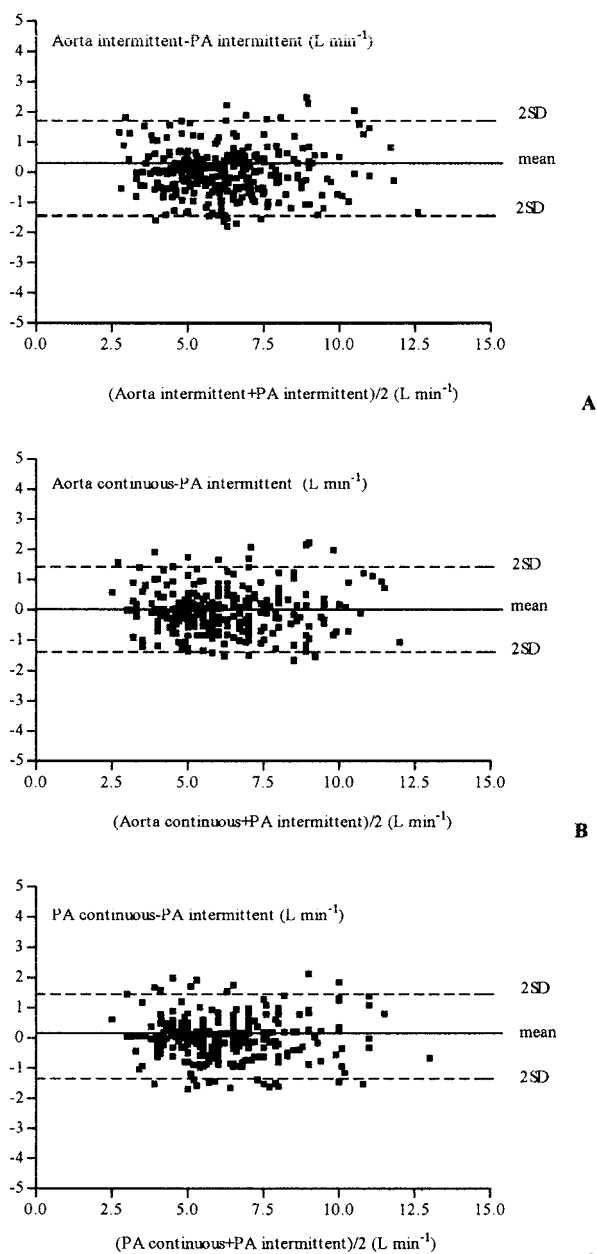 Aorta intermittent-PA intermittent (L min⁻¹)
5
4
3
2
1
0
-1
-2
-3
-4
-5
2SD
mean
2SD
0.0 2.5 5.0 7.5 10.0 12.5 15.0
(Aorta intermittent+PA intermittent)/2 (L min⁻¹)
A
Aorta continuous-PA intermittent (L min⁻¹)
5
4
3
2
1
0
-1
-2
-3
-4
-5
2SD
mean
2SD
0.0 2.5 5.0 7.5 10.0 12.5 15.0
(Aorta continuous+PA intermittent)/2 (L min⁻¹)
B
PA continuous-PA intermittent (L min⁻¹)
5
4
3
2
1
0
-1
-2
-3
-4
-5
2SD
mean
2SD
0.0 2.5 5.0 7.5 10.0 12.5 15.0
(PA continuous+PA intermittent)/2 (L min⁻¹)